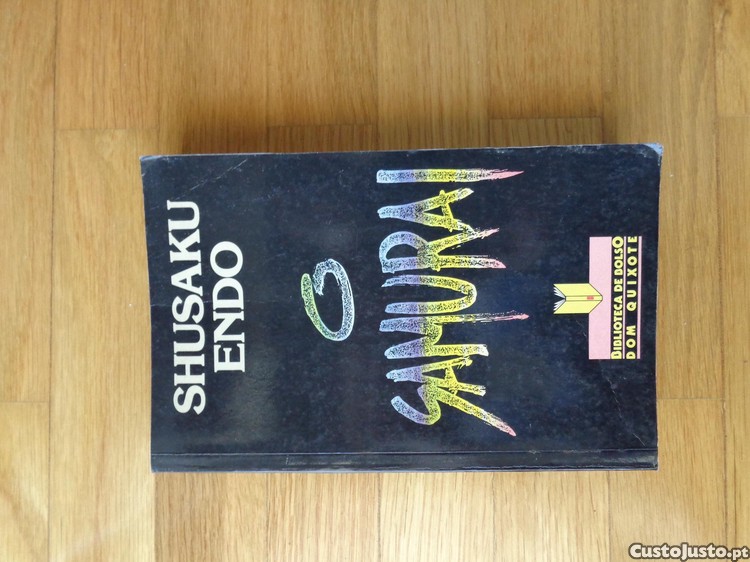 SHUSAKU
ENDO
O
SAMURAI
BIBLIOTECA DE BOLSO
DOM QUIXOTE
CustoJusto.pt